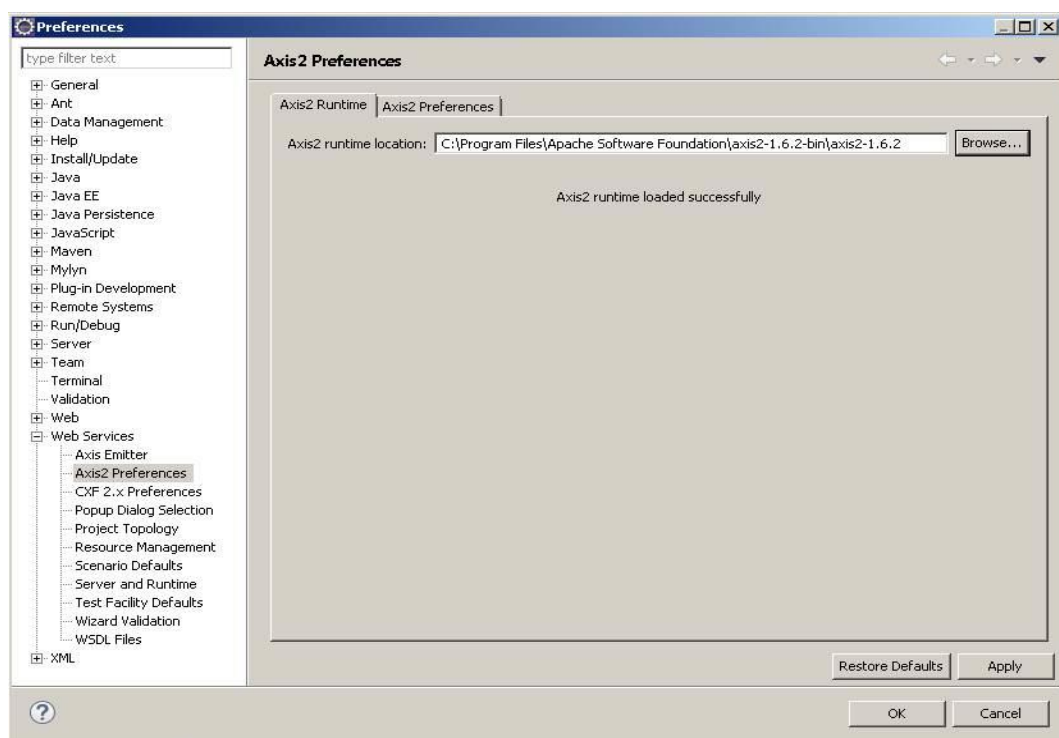 Preferences
type filter text
General
Ant
Data Management
Help
Install/Update
Java
Java EE
Java Persistence
JavaScript
Maven
Mylyn
Plug-in Development
Remote Systems
Run/Debug
Server
Team
Terminal
Validation
Web
Web Services
Axis Emitter
Axis2 Preferences
CXF 2.x Preferences
Popup Dialog Selection
Project Topology
Resource Management
Scenario Defaults
Server and Runtime
Test Facility Defaults
Wizard Validation
WSDL Files
XML
Axis2 Preferences
Axis2 Runtime Axis2 Preferences
Axis2 runtime location: C:\Program Files\Apache Software Foundation\axis2-1.6.2-bin\axis2-1.6.2 Browse...
Axis2 runtime loaded successfully
Restore Defaults Apply
? OK Cancel